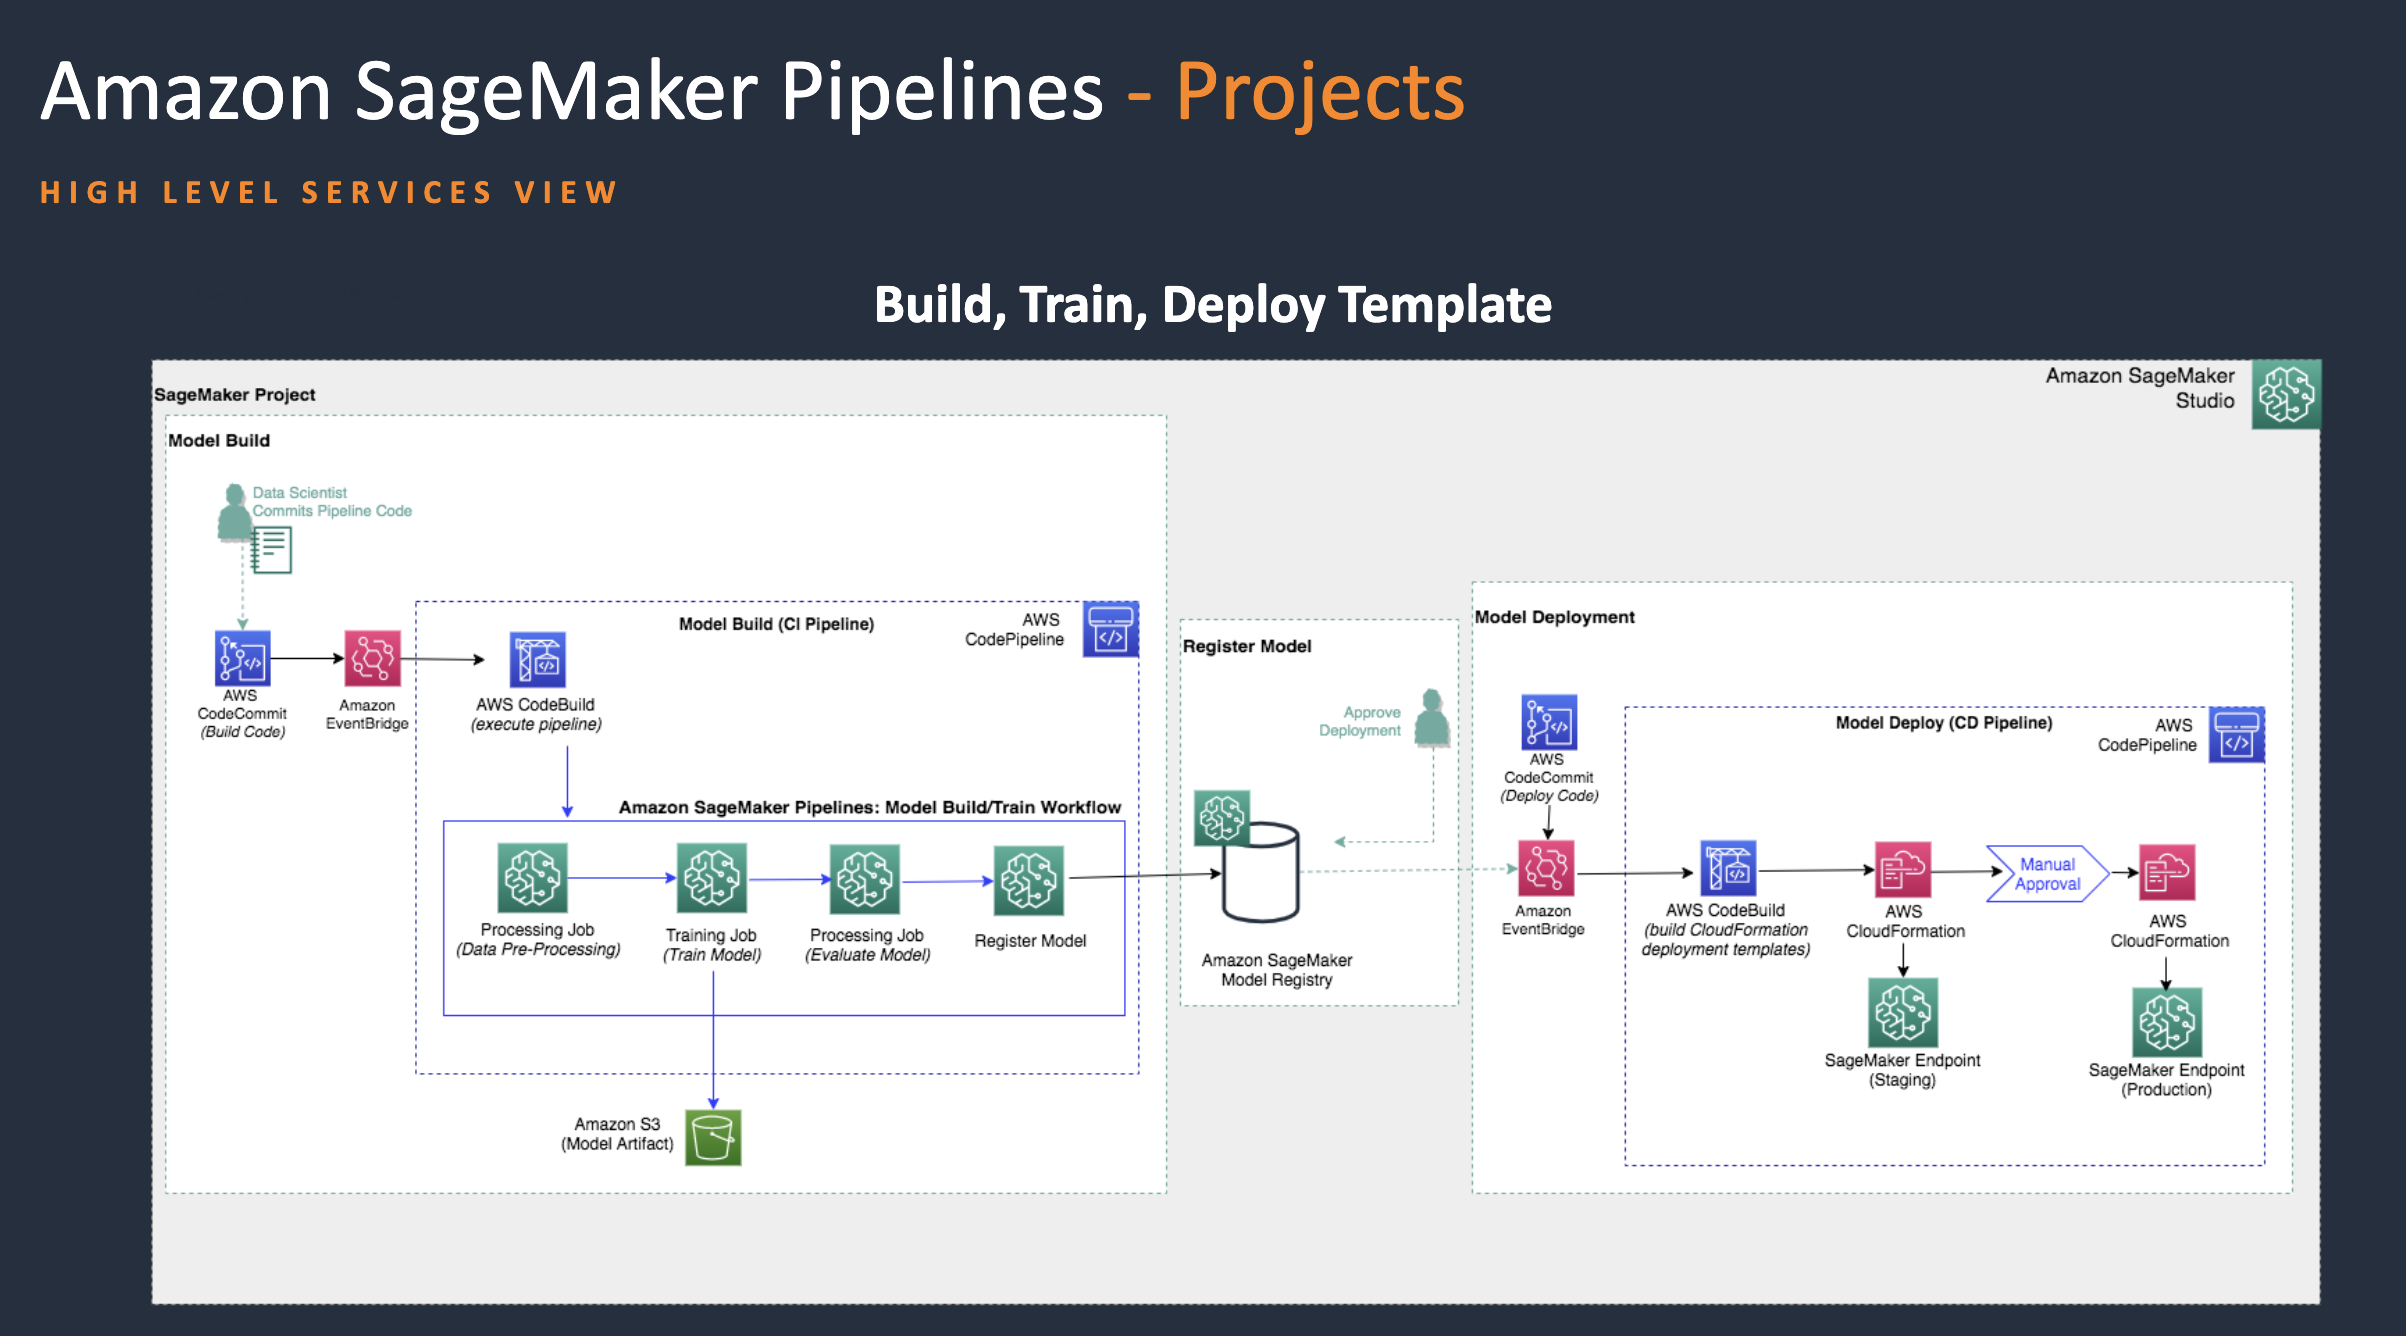 Amazon SageMaker Pipelines - Projects
HIGH LEVEL SERVICES VIEW
Build, Train, Deploy Template
SageMaker Project
Amazon SageMaker
Studio
Model Build
Data Scientist
Commits Pipeline Code
AWS
CodeCommit
(Build Code)
Amazon
EventBridge
Model Build (CI Pipeline)
AWS
CodePipeline
AWS CodeBuild
(execute pipeline)
Amazon SageMaker Pipelines: Model Build/Train Workflow
Processing Job
(Data Pre-Processing)
Training Job
(Train Model)
Processing Job
(Evaluate Model)
Register Model
Amazon S3
(Model Artifact)
Register Model
Approve
Deployment
Amazon SageMaker
Model Registry
Model Deployment
AWS
CodeCommit
(Deploy Code)
Amazon
EventBridge
Model Deploy (CD Pipeline)
AWS
CodePipeline
AWS CodeBuild
(build CloudFormation
deployment templates)
AWS
CloudFormation
Manual
Approval
AWS
CloudFormation
SageMaker Endpoint
(Staging)
SageMaker Endpoint
(Production)